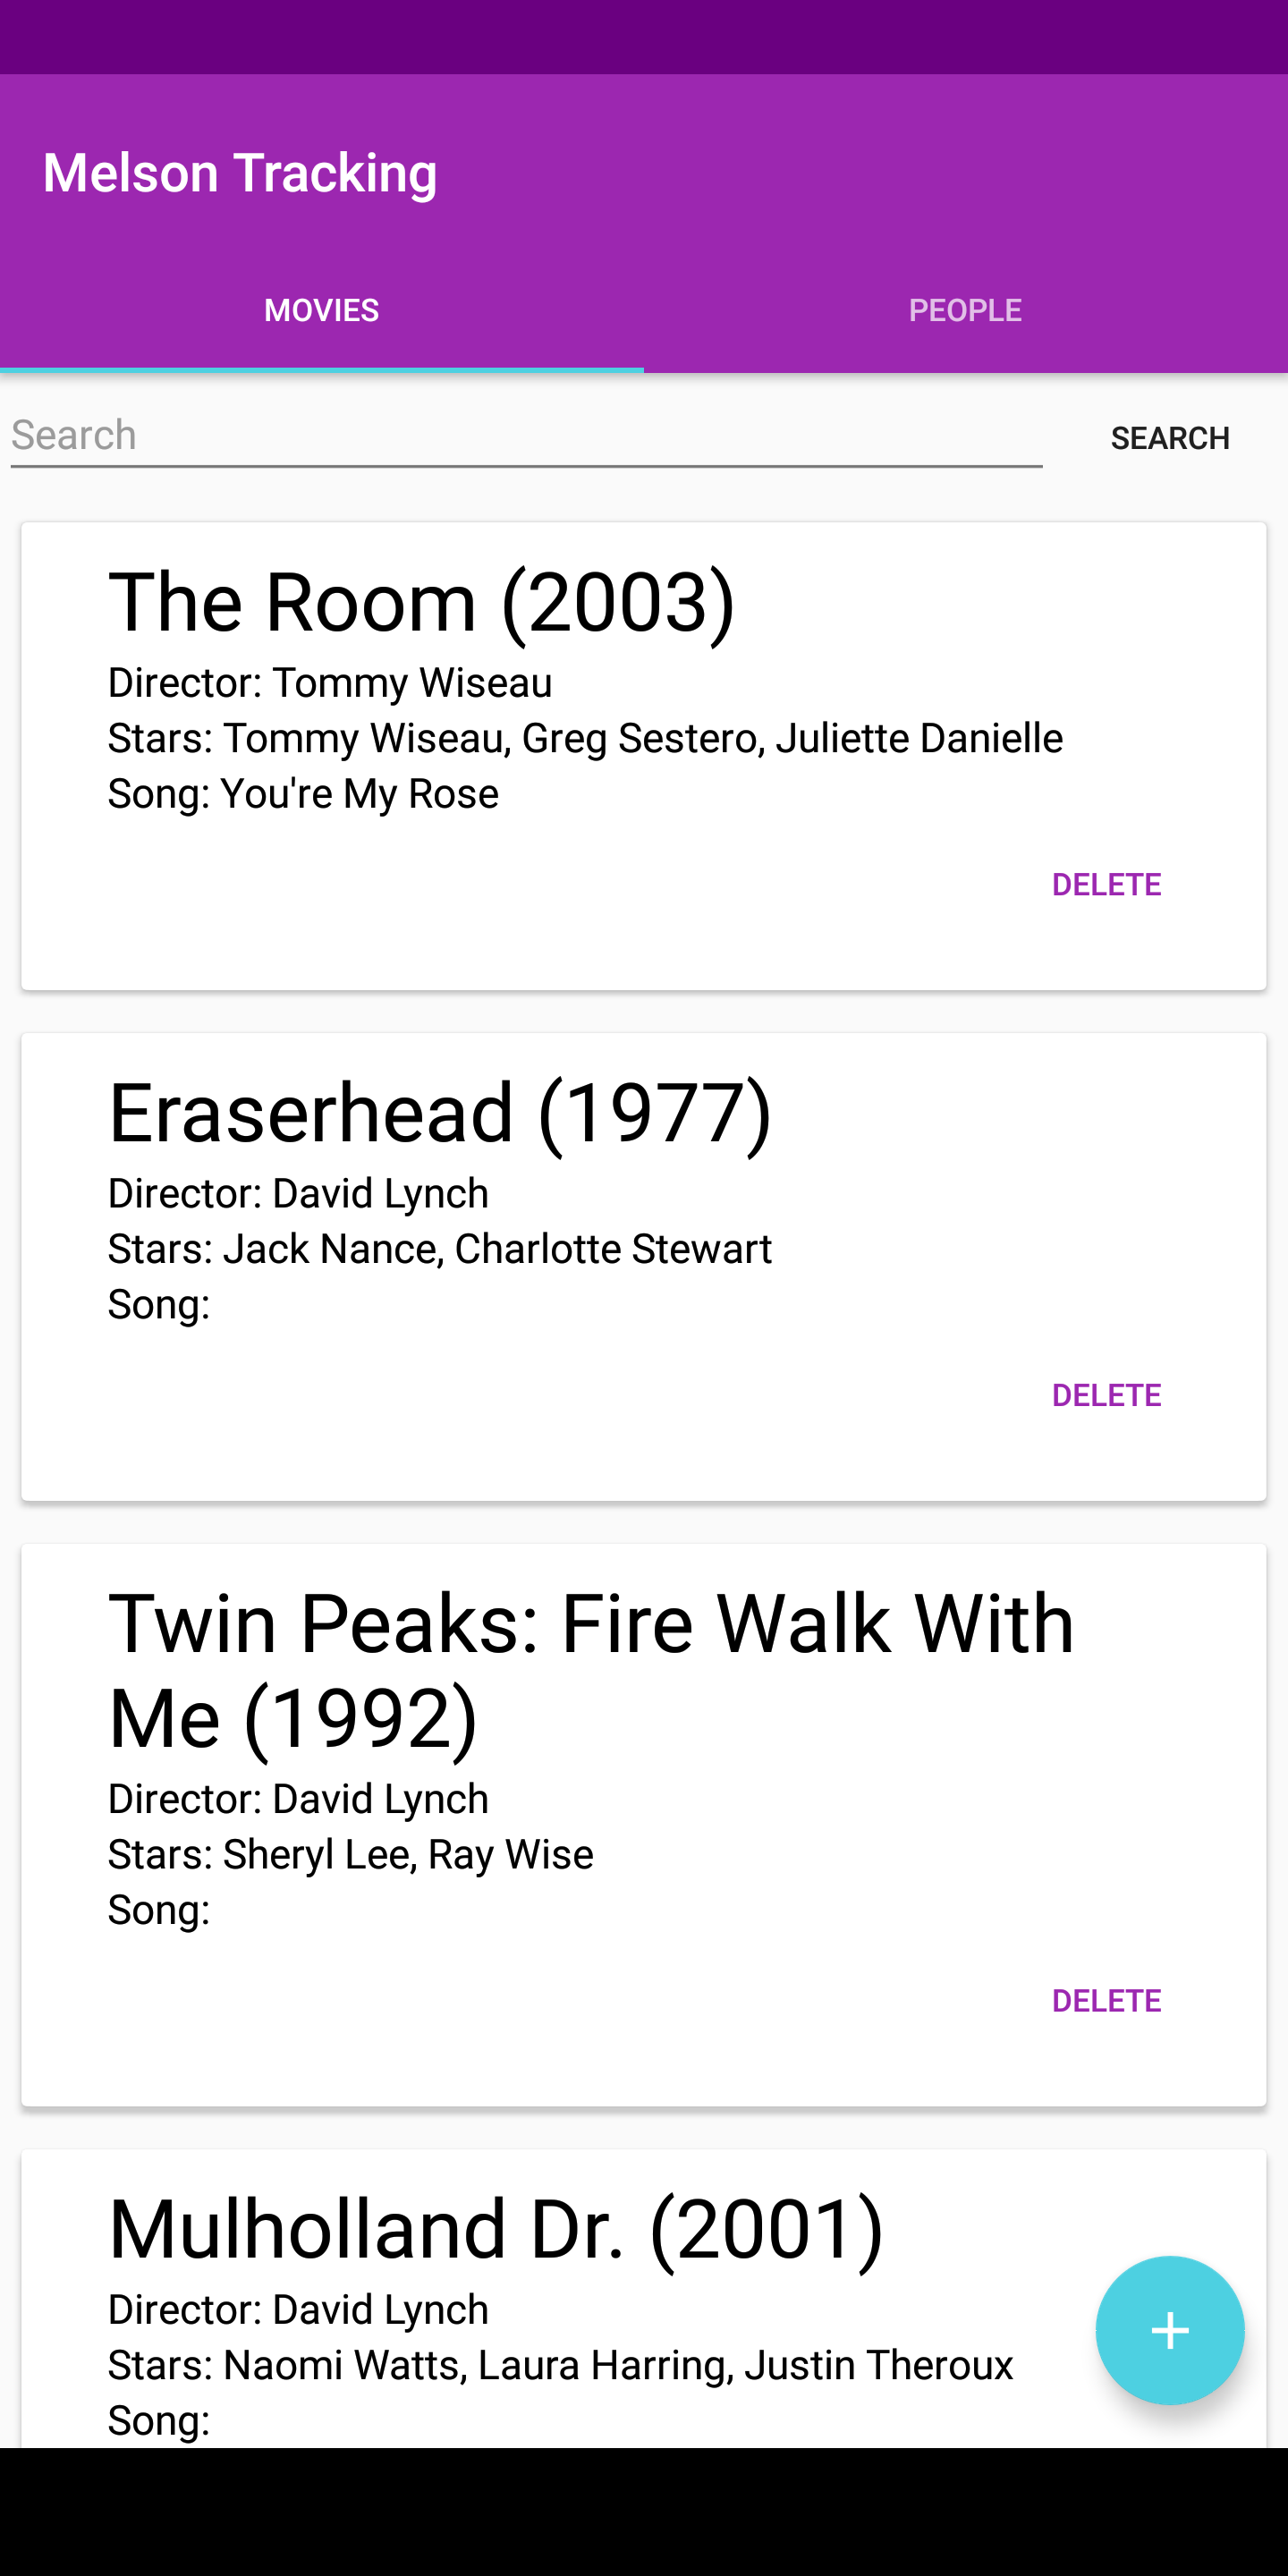 Melson Tracking
MOVIES
PEOPLE
Search
SEARCH
The Room (2003)
Director: Tommy Wiseau
Stars: Tommy Wiseau, Greg Sestero, Juliette Danielle
Song: You're My Rose
DELETE
Eraserhead (1977)
Director: David Lynch
Stars: Jack Nance, Charlotte Stewart
Song:
DELETE
Twin Peaks: Fire Walk With
Me (1992)
Director: David Lynch
Stars: Sheryl Lee, Ray Wise
Song:
DELETE
Mulholland Dr. (2001)
Director: David Lynch
Stars: Naomi Watts, Laura Harring, Justin Theroux
Song: